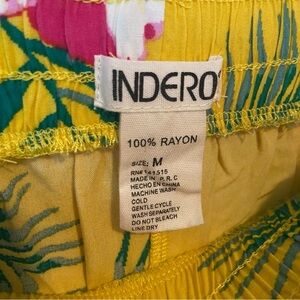 INDERO
100% RAYON
SIZE: M
RN# 141515
MADE IN P.R.C
HECHO EN CHINA
MACHINE WASH
COLD
GENTLE CYCLE
WASH SEPARATELY
DO NOT BLEACH
LINE DRY